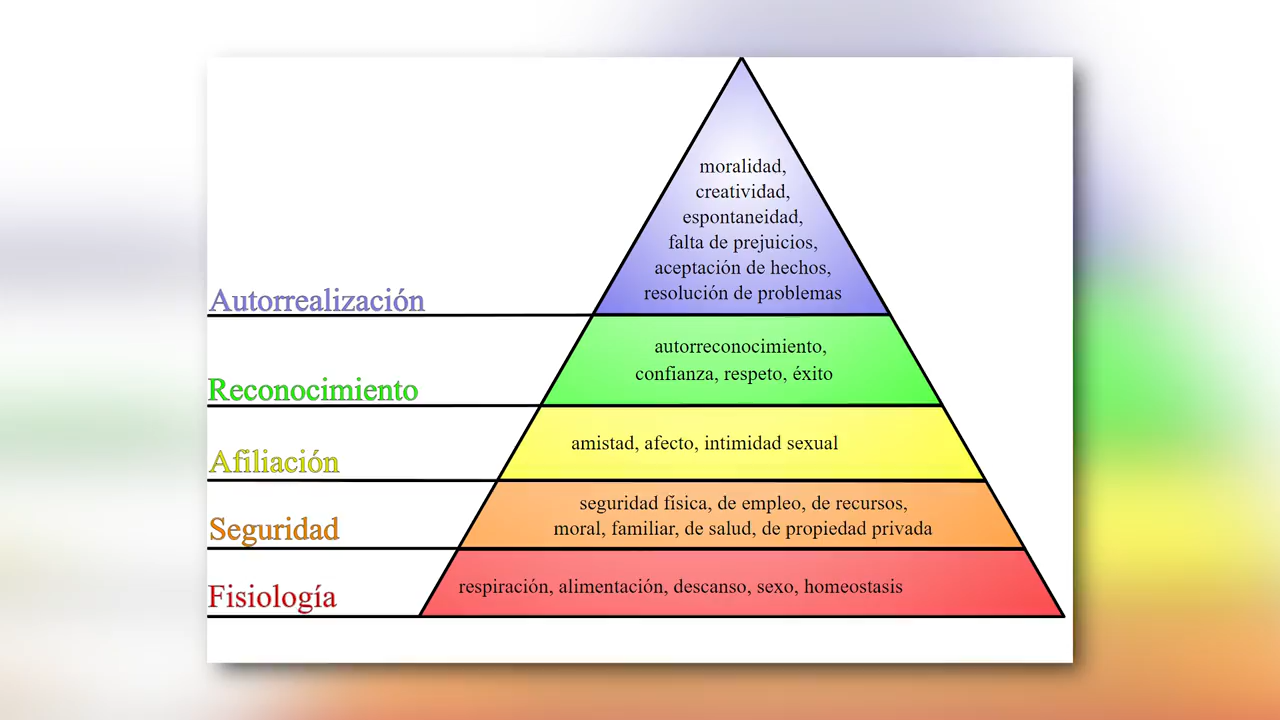 moralidad,
creatividad,
espontaneidad,
falta de prejuicios,
aceptación de hechos,
resolución de problemas
Autorrealización
autorreconocimiento,
confianza, respeto, éxito
Reconocimiento
amistad, afecto, intimidad sexual
Afiliación
seguridad física, de empleo, de recursos,
moral, familiar, de salud, de propiedad privada
Seguridad
respiración, alimentación, descanso, sexo, homeostasis
Fisiología